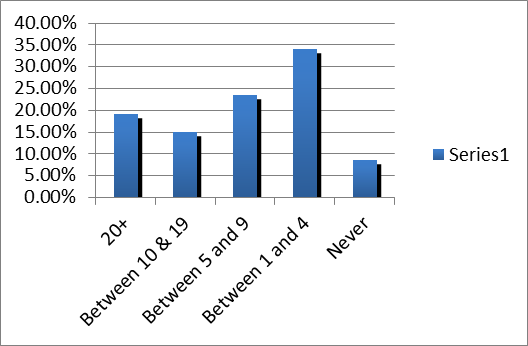 40.00%
35.00%
30.00%
25.00%
20.00%
15.00%
10.00%
5.00%
0.00%
20+
Between 10 & 19
Between 5 and 9
Between 1 and 4
Never
Series1